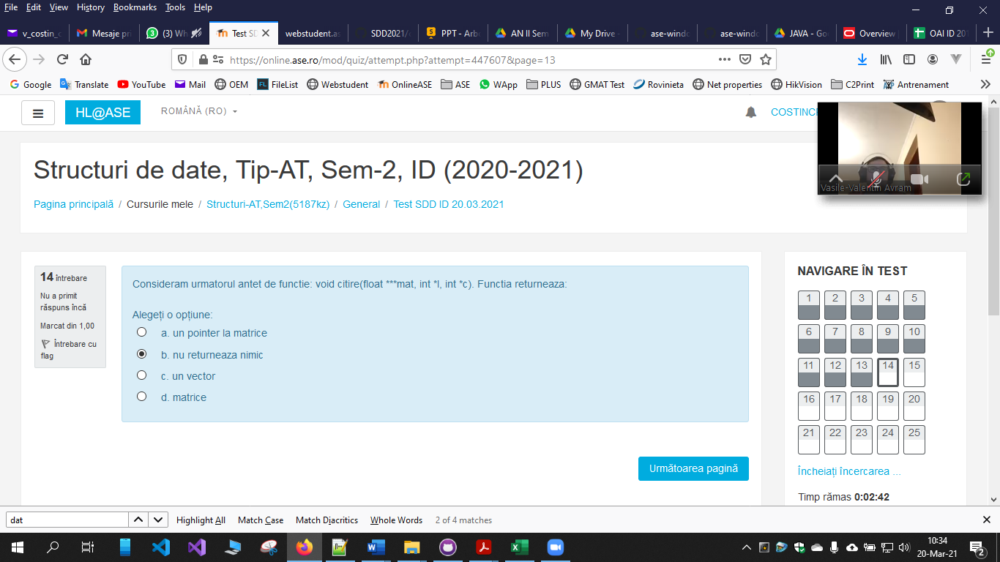 File Edit View History Bookmarks Tools Help
v_costin_c Mesaje pri (3) Wh Test SD webstudent.as SDD2021/ PPT - Arb AN II Sem My Drive - ase-windo ase-windo JAVA - Go Overview OAI ID 201
https://online.ase.ro/mod/quiz/attempt.php?attempt=447607&page=13
Google Translate YouTube Mail OEM FileList Webstudent OnlineASE ASE WApp PLUS GMAT Test Rovinieta Net properties HikVision C2Print Antrenament
HL@ASE ROMÂNĂ (RO) COSTINC
Vasile-Valentin Avram
Structuri de date, Tip-AT, Sem-2, ID (2020-2021)
Pagina principală / Cursurile mele / Structuri-AT,Sem2(5187kz) / General / Test SDD ID 20.03.2021
14 întrebare
Nu a primit
răspuns încă
Marcat din 1,00
Întrebare cu
flag
Consideram urmatorul antet de functie: void citire(float ***mat, int *l, int *c). Functia returneaza:
Alegeți o opțiune:
a. un pointer la matrice
b. nu returneaza nimic
c. un vector
d. matrice
Următoarea pagină
NAVIGARE ÎN TEST
1 2 3 4 5
6 7 8 9 10
11 12 13 14 15
16 17 18 19 20
21 22 23 24 25
Încheiați încercarea ...
Timp rămas 0:02:42
dat Highlight All Match Case Match Diacritics Whole Words 2 of 4 matches
10:34
20-Mar-21
2